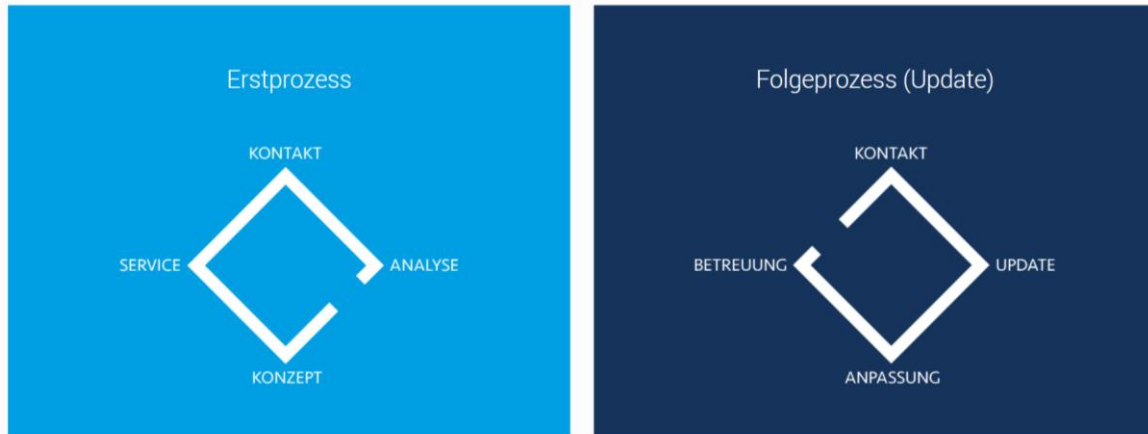 Erstprozess
KONTAKT
SERVICE
ANALYSE
KONZEPT
Folgeprozess (Update)
KONTAKT
BETREUUNG
UPDATE
ANPASSUNG